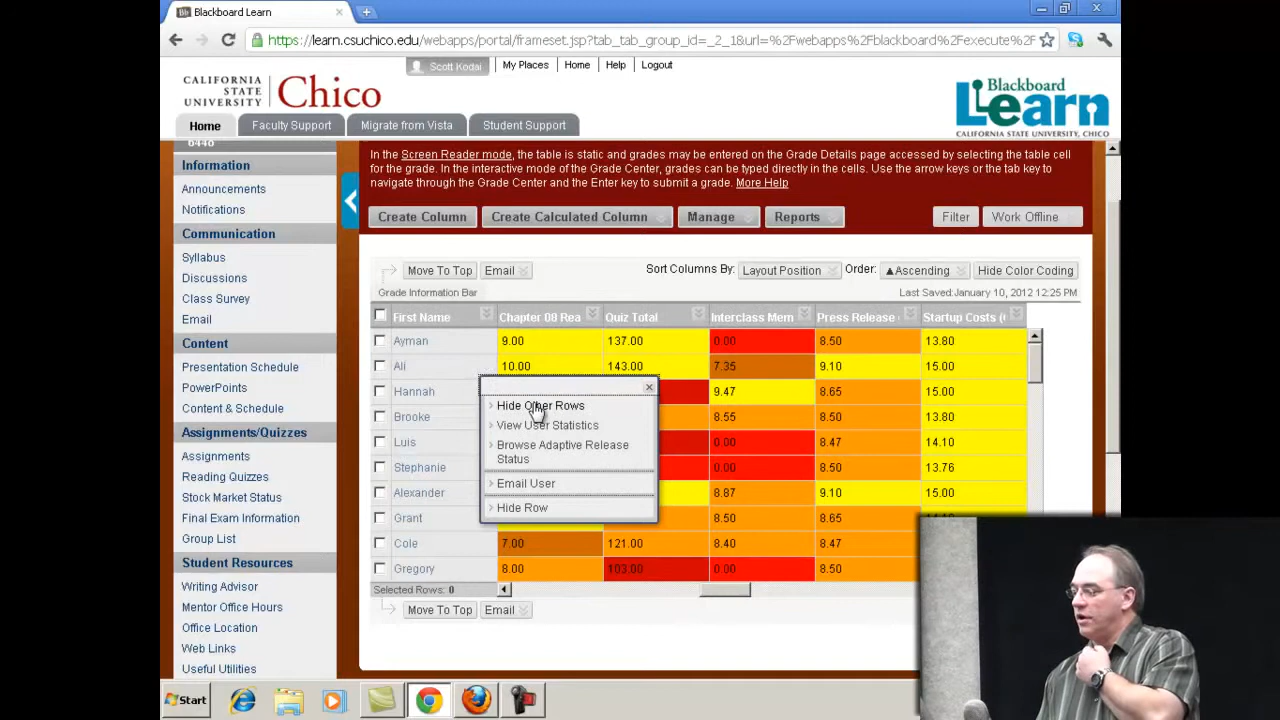 Blackboard Learn
https://learn.csuchico.edu/webapps/portal/frameset.jsp?tab_tab_group_id=_2_1&url=%2Fwebapps%2Fblackboard%2Fexecute%2F
Scott Kodai My Places Home Help Logout
CALIFORNIA
STATE
UNIVERSITY
Chico
Blackboard
Learn
CALIFORNIA STATE UNIVERSITY, CHICO
Home Faculty Support Migrate from Vista Student Support
6448
Information
Announcements
Notifications
Communication
Syllabus
Discussions
Class Survey
Email
Content
Presentation Schedule
PowerPoints
Content & Schedule
Assignments/Quizzes
Assignments
Reading Quizzes
Stock Market Status
Final Exam Information
Group List
Student Resources
Writing Advisor
Mentor Office Hours
Office Location
Web Links
Useful Utilities
In the Screen Reader mode, the table is static and grades may be entered on the Grade Details page accessed by selecting the table cell
for the grade. In the interactive mode of the Grade Center, grades can be typed directly in the cells. Use the arrow keys or the tab key to
navigate through the Grade Center and the Enter key to submit a grade. More Help
Create Column Create Calculated Column Manage Reports Filter Work Offline
Move To Top Email Sort Columns By: Layout Position Order: ▲Ascending Hide Color Coding
Grade Information Bar Last Saved:January 10, 2012 12:25 PM
First Name Chapter 08 Rea Quiz Total Interclass Mem Press Release Startup Costs (
Ayman 9.00 137.00 0.00 8.50 13.80
Ali 10.00 143.00 7.35 9.10 15.00
Hannah 9.47 8.65 15.00
Brooke 8.55 8.50 13.80
Luis 0.00 8.47 14.10
Stephanie 0.00 8.50 13.76
Alexander 8.87 9.10 15.00
Grant 8.50 8.65
Cole 7.00 121.00 8.40 8.47
Gregory 8.00 103.00 0.00 8.50
Hide Other Rows
View User Statistics
Browse Adaptive Release
Status
Email User
Hide Row
Selected Rows: 0
Move To Top Email
Start